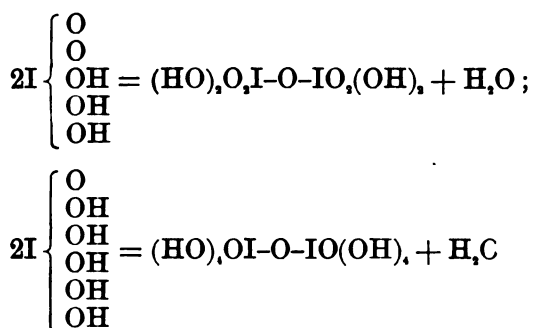 O
O
2I { OH = (HO)₂O₂I-O-IO₂(OH)₂ + H₂O ;
OH
OH
O
OH
OH
2I { OH = (HO)₄OI-O-IO(OH)₄ + H₂C
OH
OH